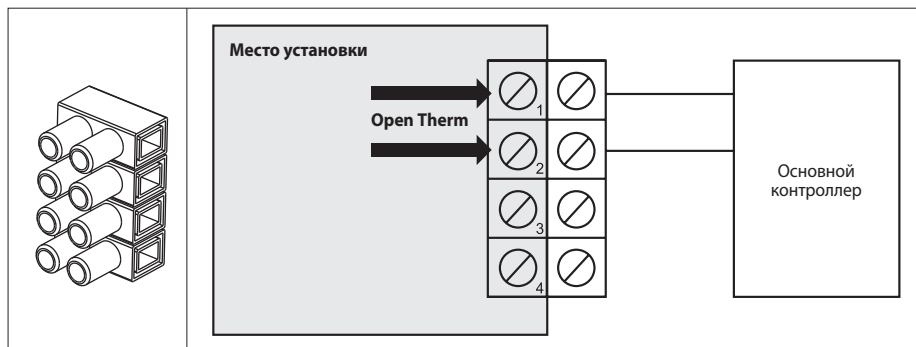 Место установки
Open Therm
1
2
3
4
Основной
контроллер